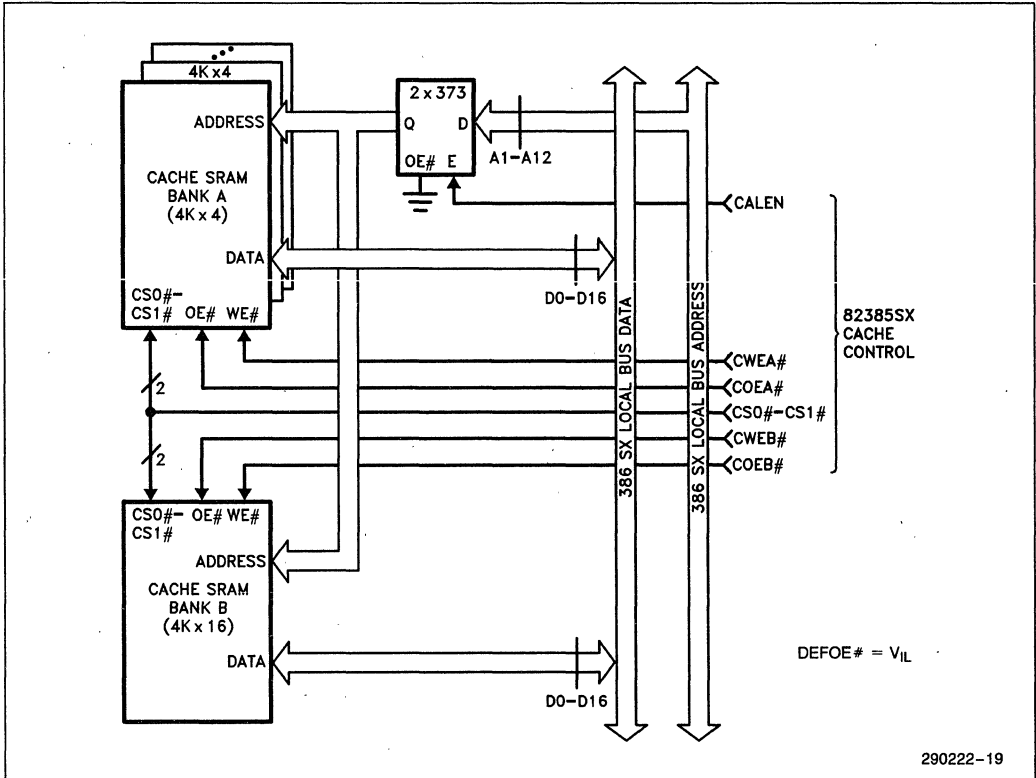 4K x 4
CACHE SRAM
BANK A
(4K x 4)
ADDRESS
DATA
CS0#-
CS1#
OE#
WE#
2 x 373
Q
D
OE#
E
A1-A12
D0-D16
2
2
CALEN
CWEA#
COEA#
CS0#-CS1#
CWEB#
COEB#
82385SX
CACHE
CONTROL
386 SX LOCAL BUS DATA
386 SX LOCAL BUS ADDRESS
CS0#-
CS1#
OE#
WE#
ADDRESS
CACHE SRAM
BANK B
(4K x 16)
DATA
D0-D16
DEFOE# = VIL
290222-19